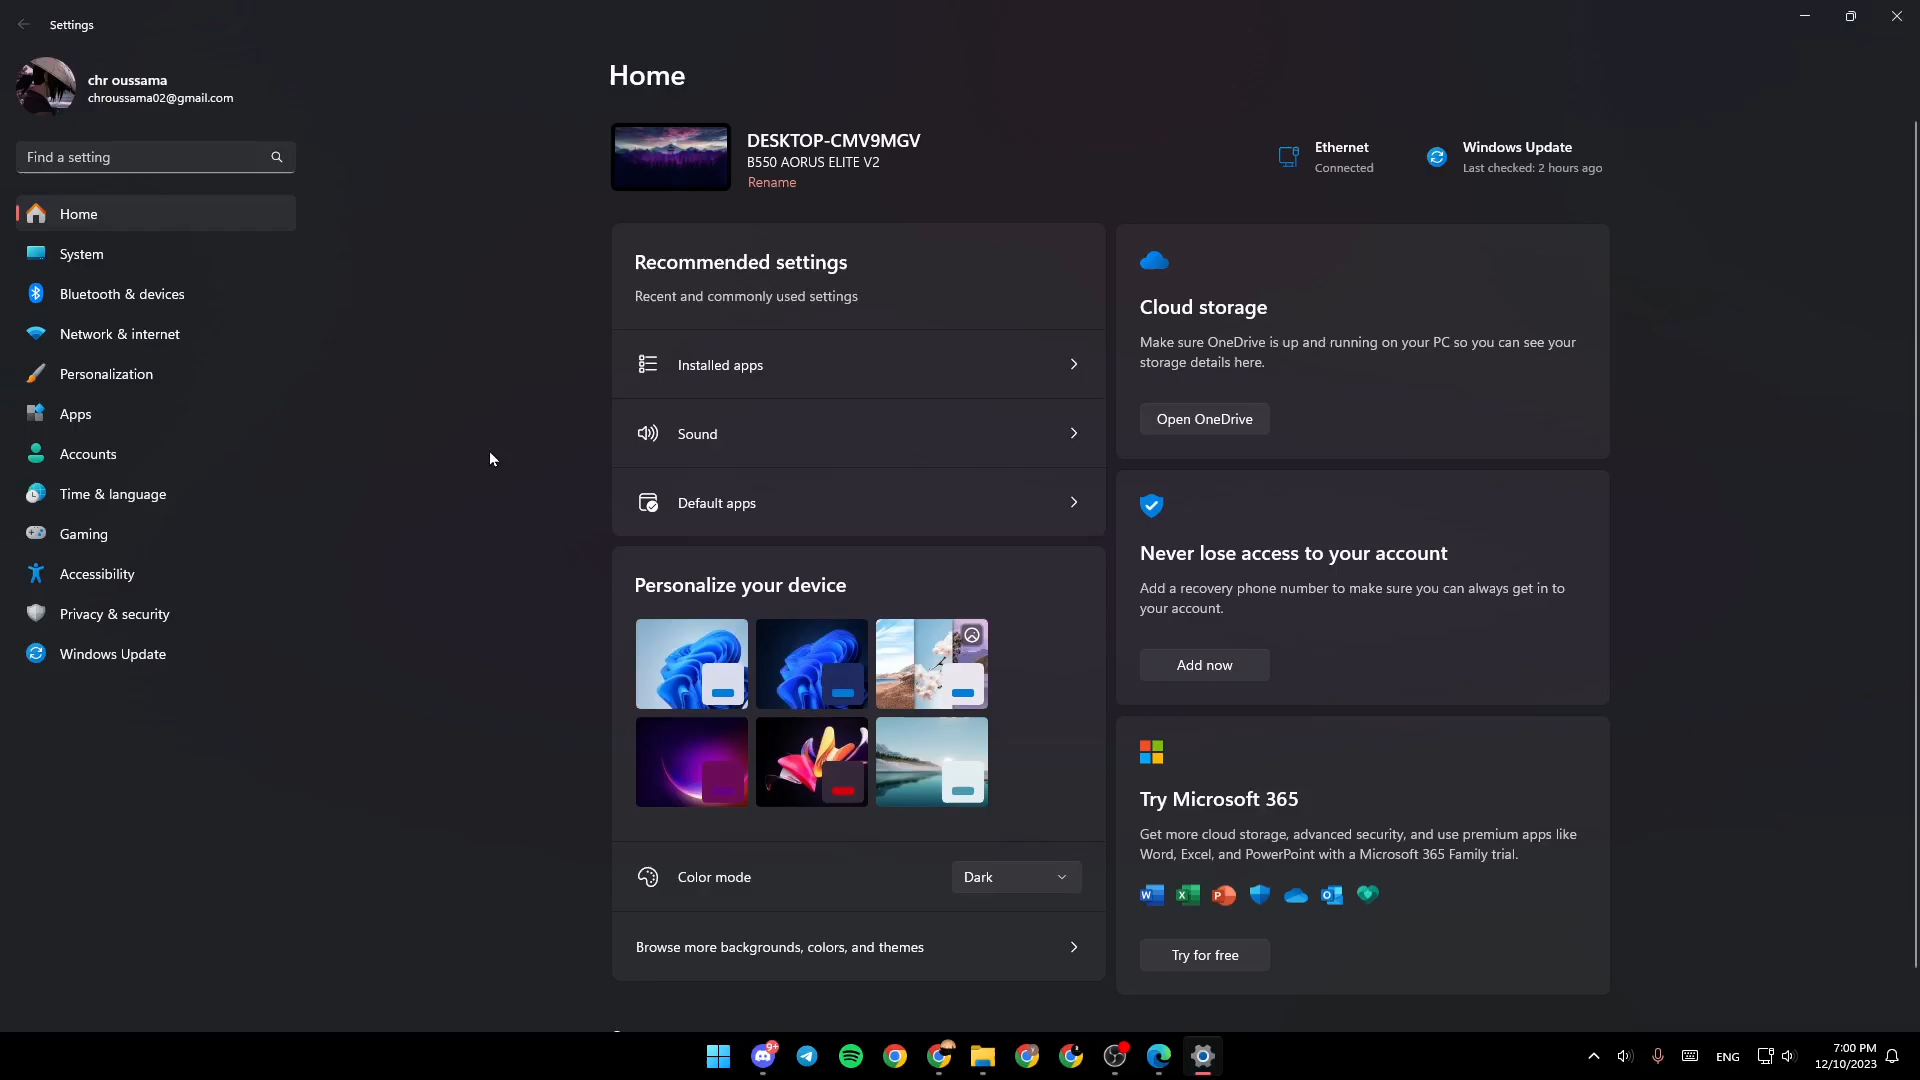 Settings
chr oussama
chroussama02@gmail.com
Find a setting
Home
System
Bluetooth & devices
Network & internet
Personalization
Apps
Accounts
Time & language
Gaming
Accessibility
Privacy & security
Windows Update
Home
DESKTOP-CMV9MGV
B550 AORUS ELITE V2
Rename
Ethernet
Connected
Windows Update
Last checked: 2 hours ago
Recommended settings
Recent and commonly used settings
Installed apps
Sound
Default apps
Personalize your device
Color mode
Dark
Browse more backgrounds, colors, and themes
Cloud storage
Make sure OneDrive is up and running on your PC so you can see your
storage details here.
Open OneDrive
Never lose access to your account
Add a recovery phone number to make sure you can always get in to
your account.
Add now
Try Microsoft 365
Get more cloud storage, advanced security, and use premium apps like
Word, Excel, and PowerPoint with a Microsoft 365 Family trial.
Try for free
9+
ENG
7:00 PM
12/10/2023